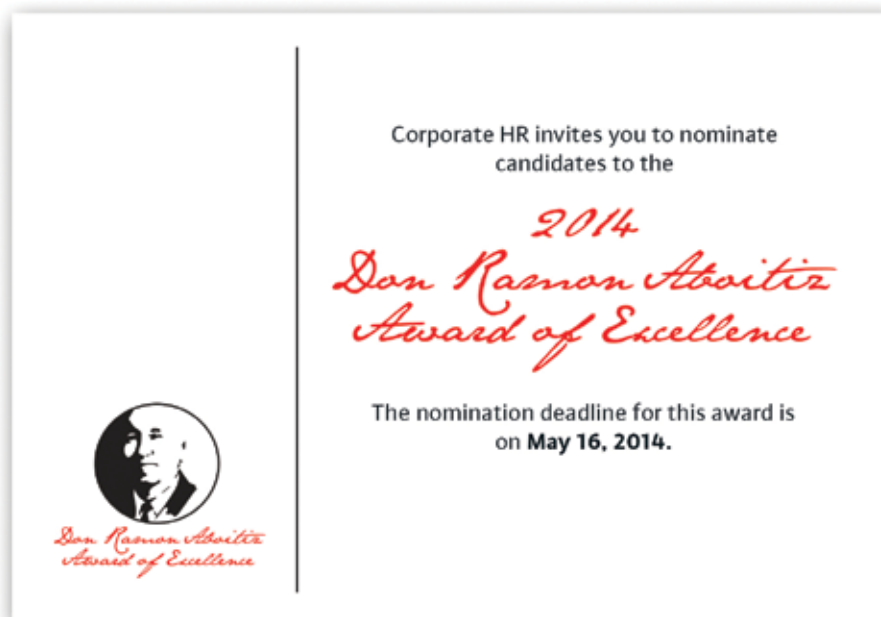 Corporate HR invites you to nominate
candidates to the
2014
Don Ramon Aboitiz
Award of Excellence
The nomination deadline for this award is
on May 16, 2014.
Don Ramon Aboitiz
Award of Excellence